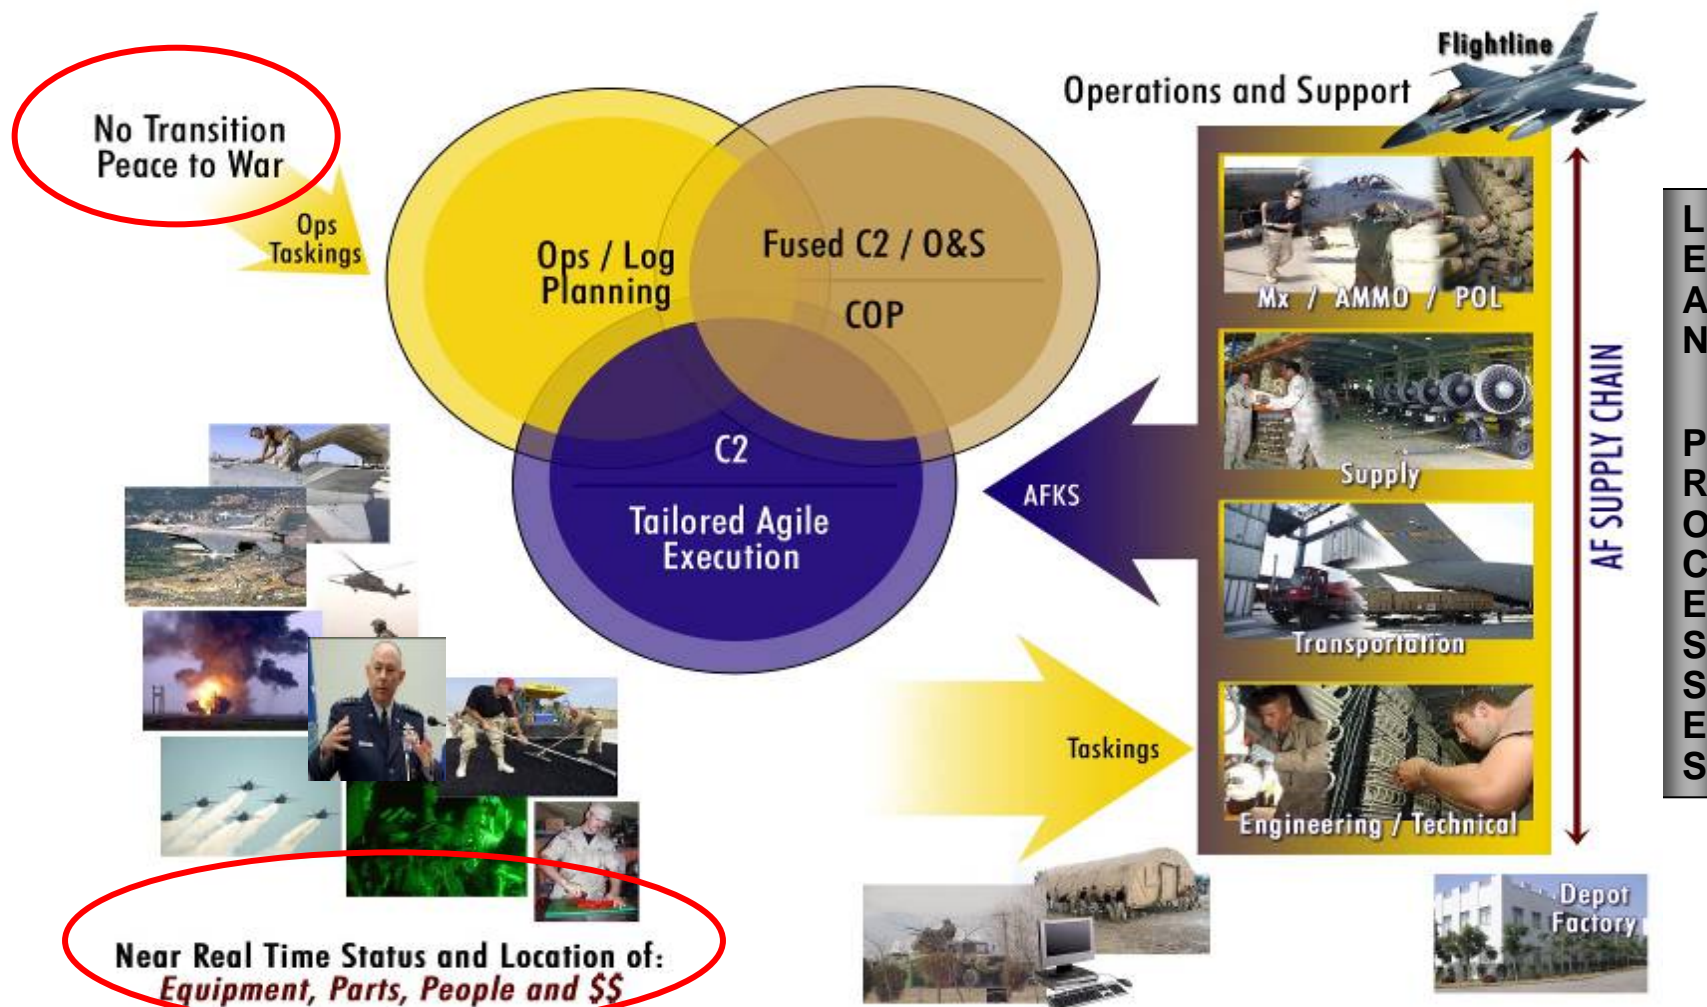 No Transition
Peace to War
Ops
Taskings
Ops / Log
Planning
Fused C2 / O&S
COP
C2
Tailored Agile
Execution
Near Real Time Status and Location of:
Equipment, Parts, People and $$
Flightline
Operations and Support
Mx / AMMO / POL
Supply
Transportation
Engineering / Technical
AFKS
Taskings
AF SUPPLY CHAIN
Depot
Factory
LEAN PROCESSES